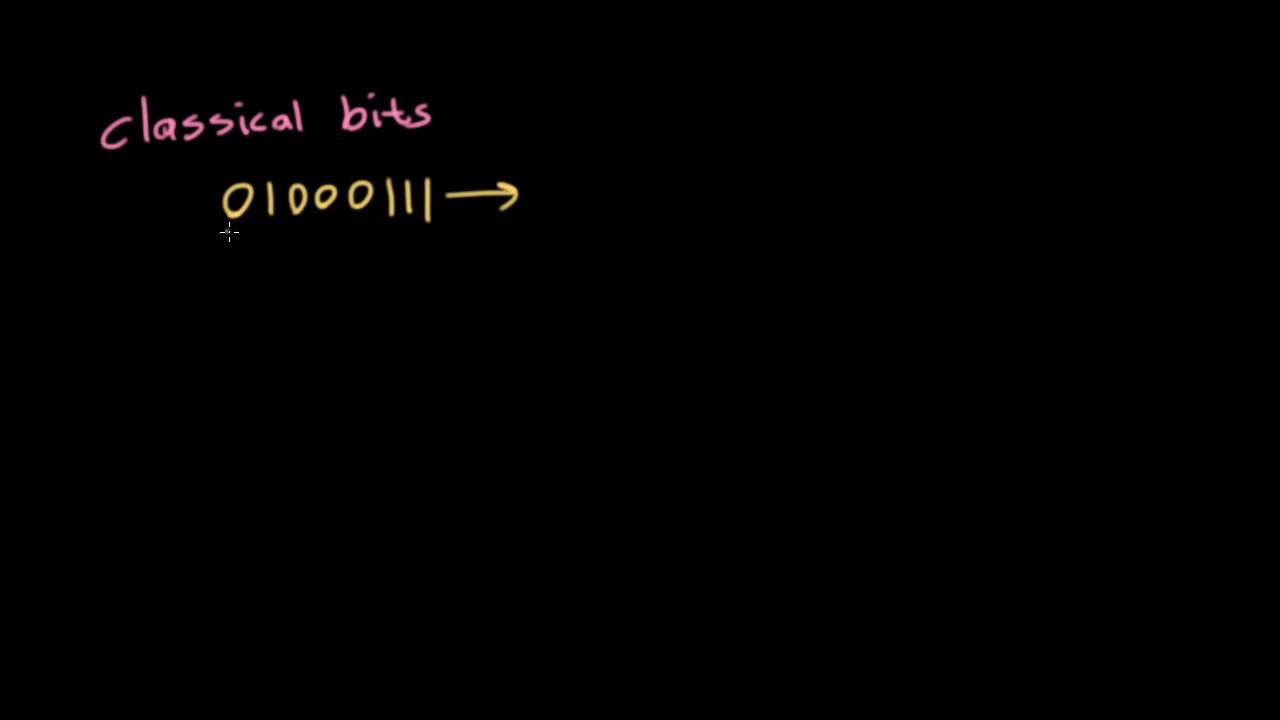 classical bits
01000111 →